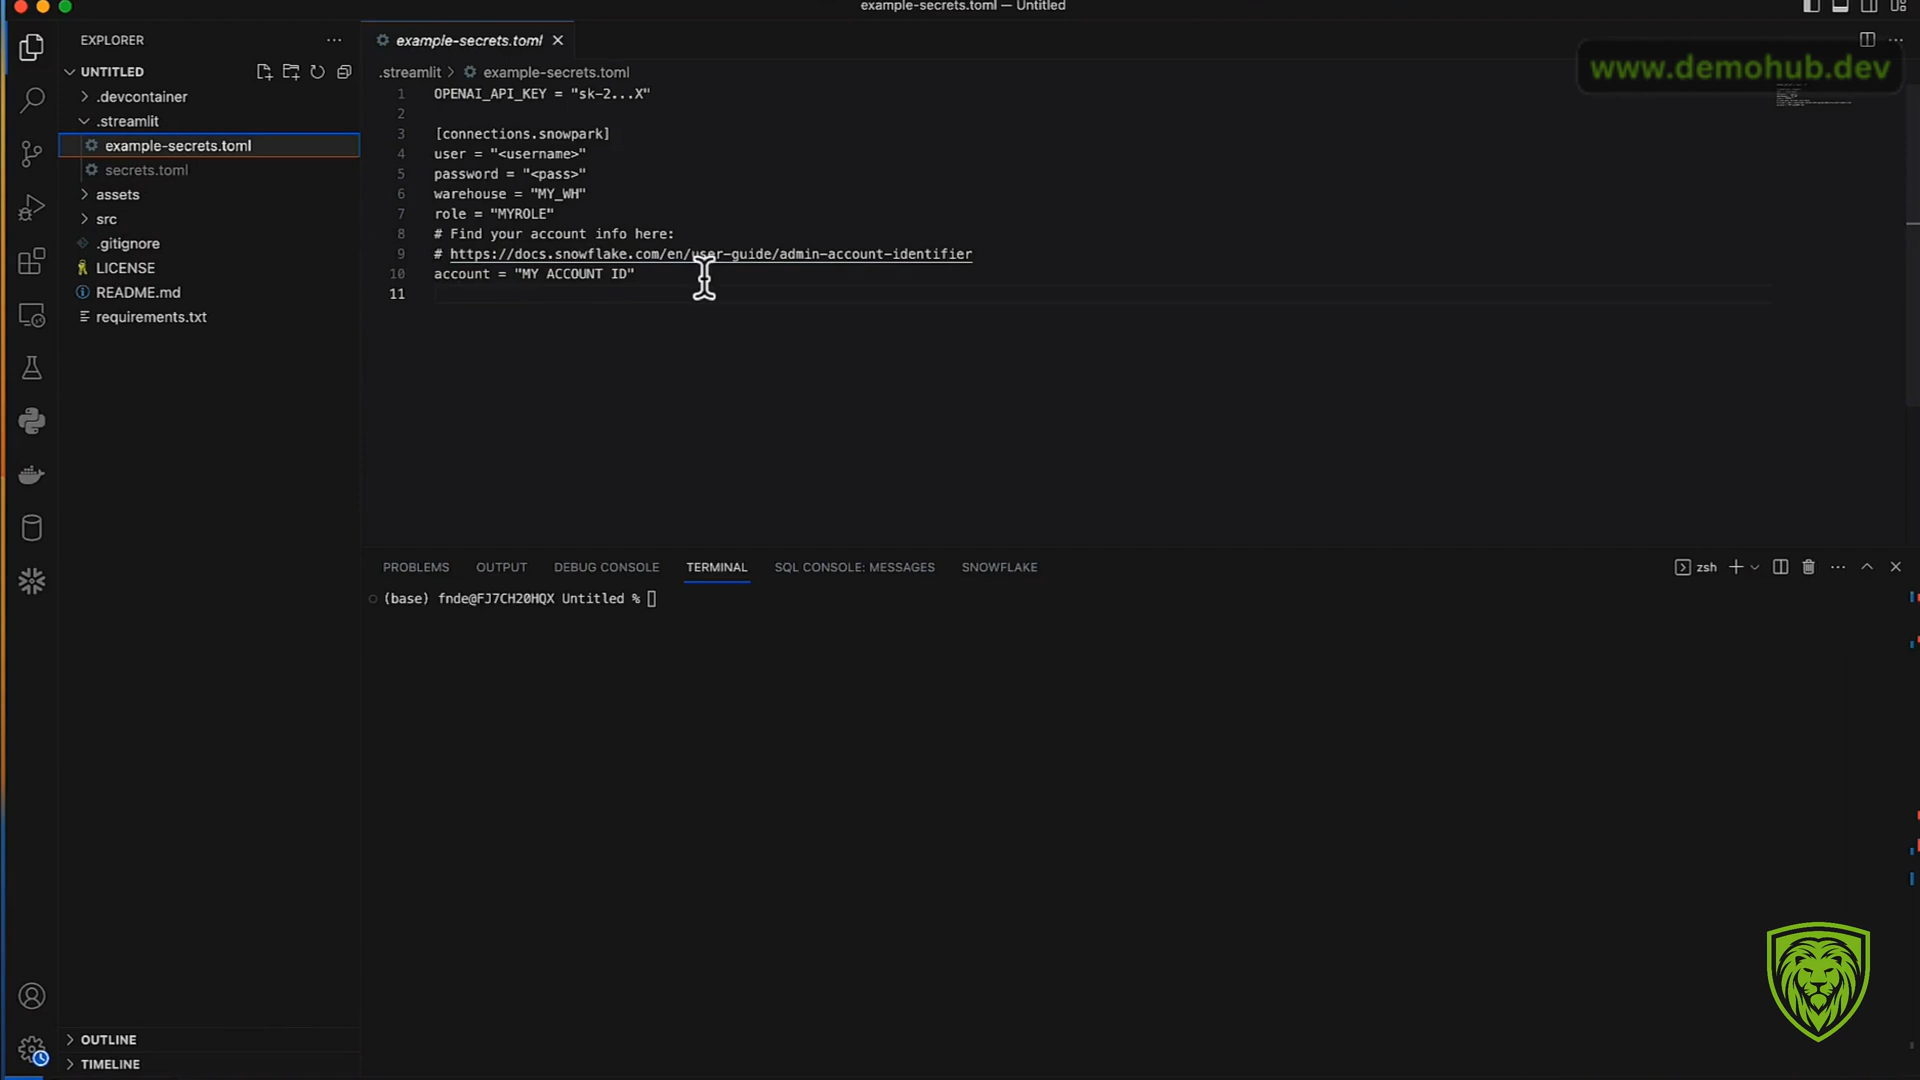 example-secrets.toml — Untitled
EXPLORER
UNTITLED
.devcontainer
.streamlit
example-secrets.toml
secrets.toml
assets
src
.gitignore
LICENSE
README.md
requirements.txt
OUTLINE
TIMELINE
example-secrets.toml
www.demohub.dev
.streamlit > example-secrets.toml
1 OPENAI_API_KEY = "sk-2...X"
2
3 [connections.snowpark]
4 user = "<username>"
5 password = "<pass>"
6 warehouse = "MY_WH"
7 role = "MYROLE"
8 # Find your account info here:
9 # https://docs.snowflake.com/en/user-guide/admin-account-identifier
10 account = "MY ACCOUNT ID"
11
PROBLEMS OUTPUT DEBUG CONSOLE TERMINAL SQL CONSOLE: MESSAGES SNOWFLAKE
zsh
(base) fnde@FJ7CH20HQX Untitled %